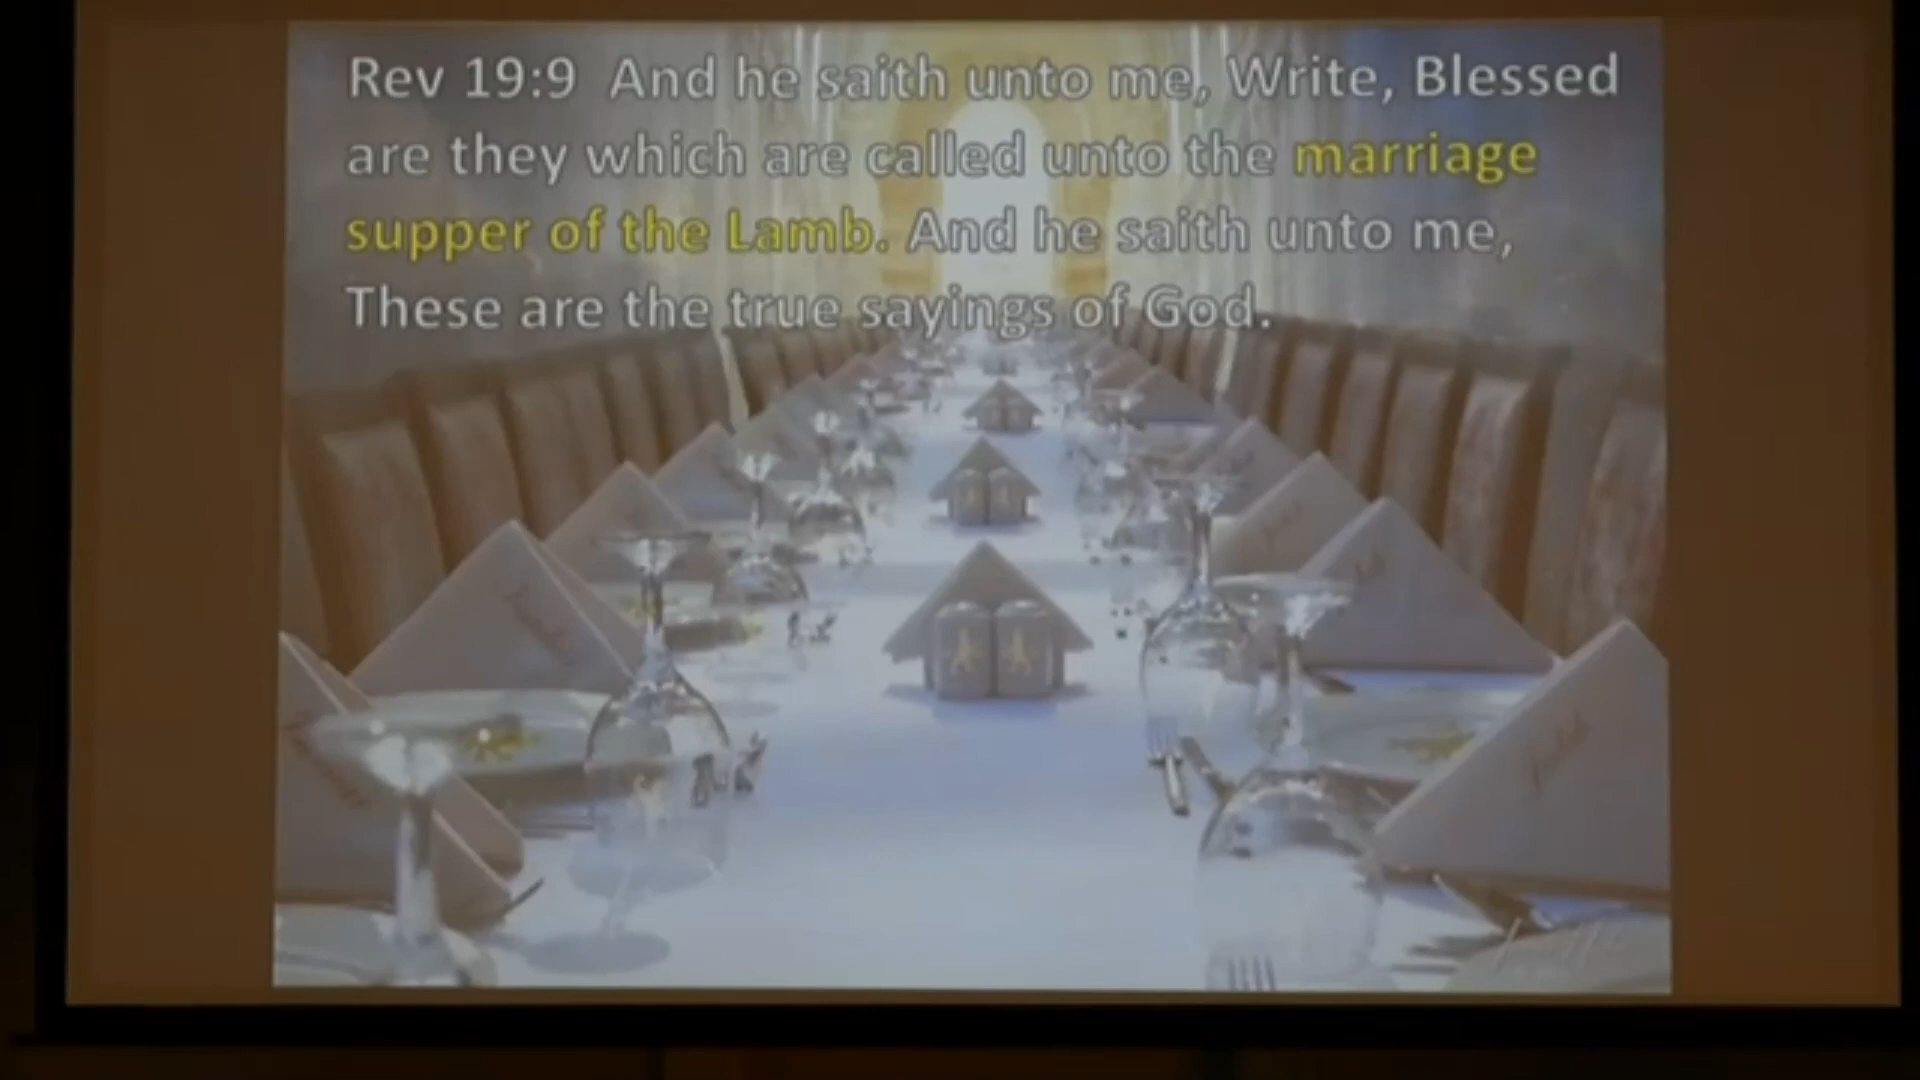 Rev 19:9 And he saith unto me, Write, Blessed
are they which are called unto the marriage
supper of the Lamb. And he saith unto me,
These are the true sayings of God.